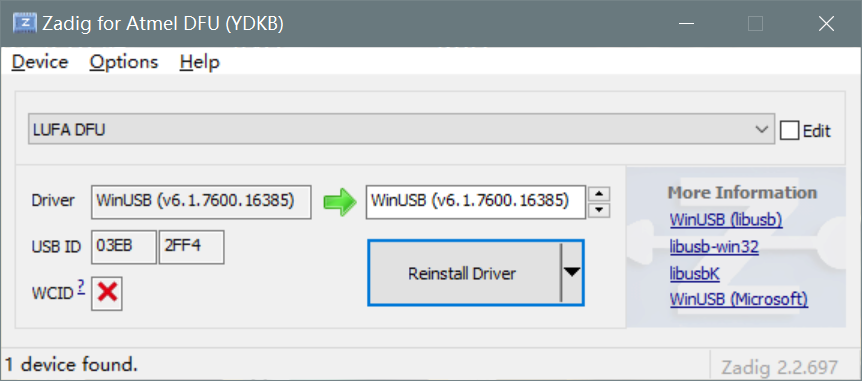 Zadig for Atmel DFU (YDKB)
Device Options Help
LUFA DFU
Edit
Driver WinUSB (v6.1.7600.16385) WinUSB (v6.1.7600.16385)
USB ID 03EB 2FF4
WCID ?
Reinstall Driver
More Information
WinUSB (libusb)
libusb-win32
libusbK
WinUSB (Microsoft)
1 device found.
Zadig 2.2.697